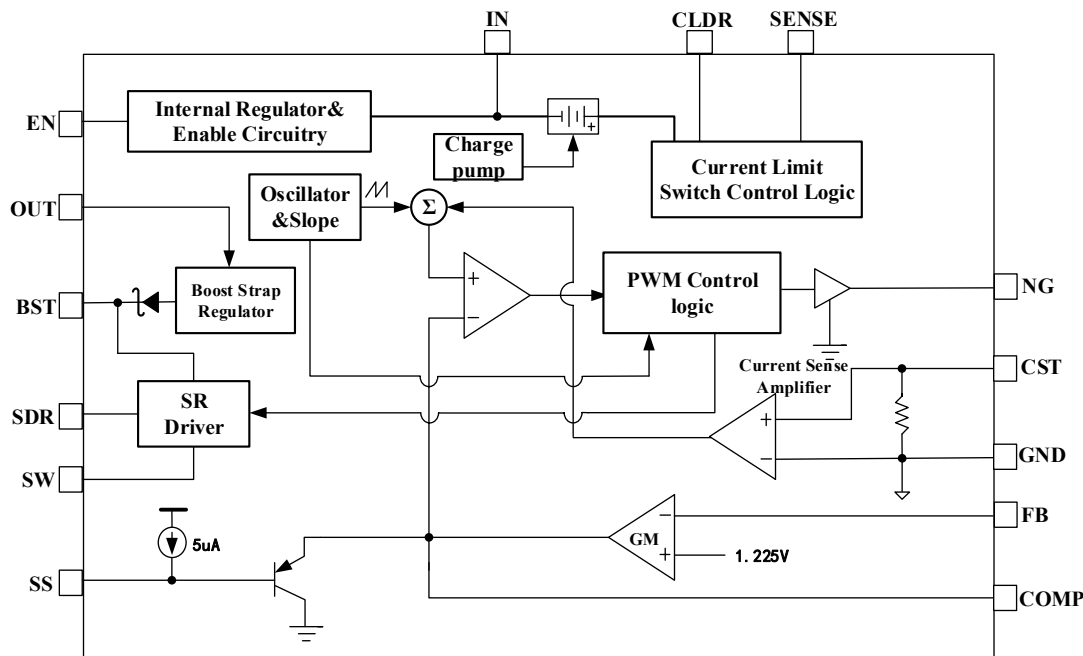 IN
CLDR
SENSE
EN
Internal Regulator&
Enable Circuitry
+
Charge
pump
Current Limit
Switch Control Logic
OUT
Oscillator
&Slope
Σ
BST
Boost Strap
Regulator
+
−
PWM Control
logic
NG
Current Sense
Amplifier
CST
SDR
SR
Driver
+
−
GND
SW
5uA
SS
GM
−
+
1.225V
FB
COMP